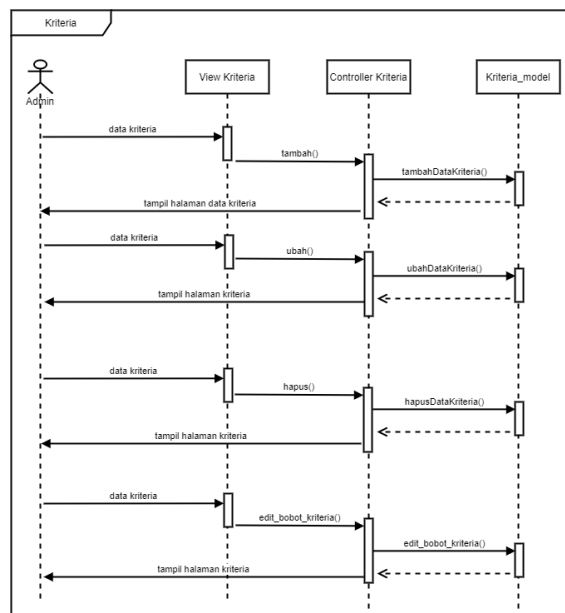 Kriteria
View Kriteria
Controller Kriteria
Kriteria_model
Admin
data kriteria
tambah()
tambahDataKriteria()
tampil halaman data kriteria
data kriteria
ubah()
ubahDataKriteria()
tampil halaman kriteria
data kriteria
hapus()
hapusDataKriteria()
tampil halaman kriteria
data kriteria
edit_bobot_kriteria()
edit_bobot_kriteria()
tampil halaman kriteria